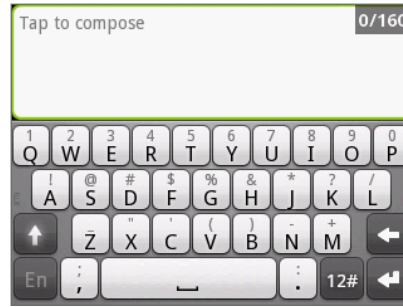 Tap to compose 0/160
1 2 3 4 5 6 7 8 9 0
Q W E R T Y U I O P
! @ # $ % & * ? /
A S D F G H J K L
_ " ' ( ) - +
Z X C V B N M
En ; , : . 12#